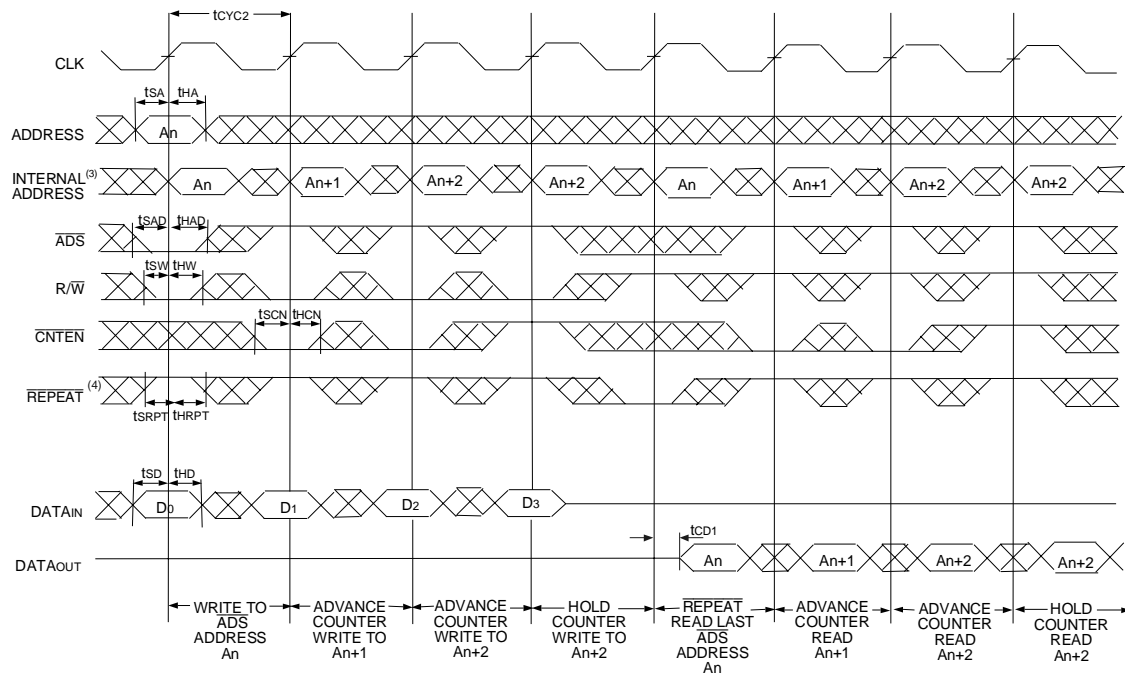 tCYC2
CLK
tSA tHA
ADDRESS An
INTERNAL(3)
ADDRESS
An An+1 An+2 An+2 An An+1 An+2 An+2
tSAD tHAD
ADS
tSW tHW
R/W
tSCN tHCN
CNTEN
REPEAT (4)
tSRPT tHRPT
tSD tHD
DATAIN D0 D1 D2 D3
tCD1
DATAOUT An An+1 An+2 An+2
WRITE TO
ADS
ADDRESS
An
ADVANCE
COUNTER
WRITE TO
An+1
ADVANCE
COUNTER
WRITE TO
An+2
HOLD
COUNTER
WRITE TO
An+2
REPEAT
READ LAST
ADS
ADDRESS
An
ADVANCE
COUNTER
READ
An+1
ADVANCE
COUNTER
READ
An+2
HOLD
COUNTER
READ
An+2